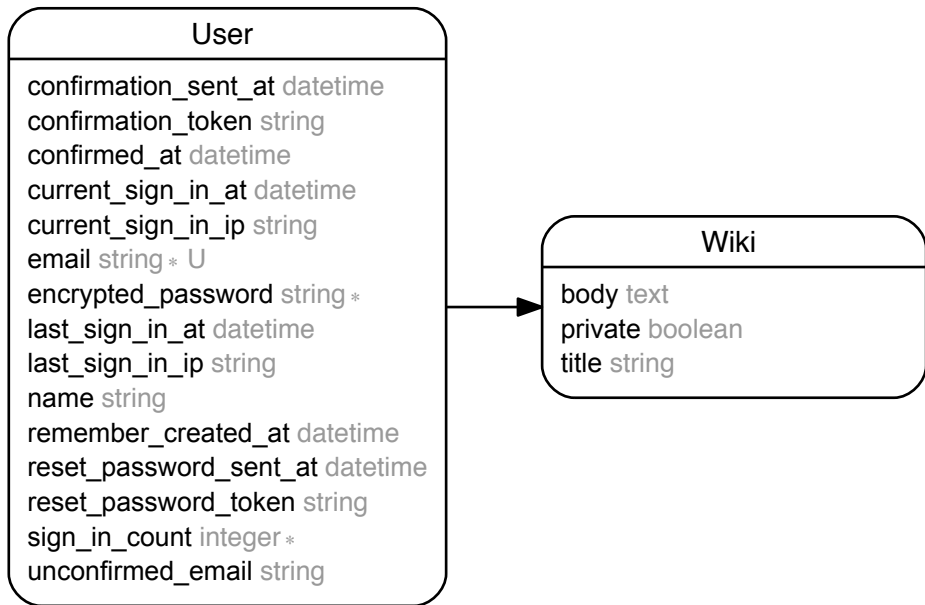 User
confirmation_sent_at datetime
confirmation_token string
confirmed_at datetime
current_sign_in_at datetime
current_sign_in_ip string
email string * U
encrypted_password string *
last_sign_in_at datetime
last_sign_in_ip string
name string
remember_created_at datetime
reset_password_sent_at datetime
reset_password_token string
sign_in_count integer *
unconfirmed_email string
Wiki
body text
private boolean
title string